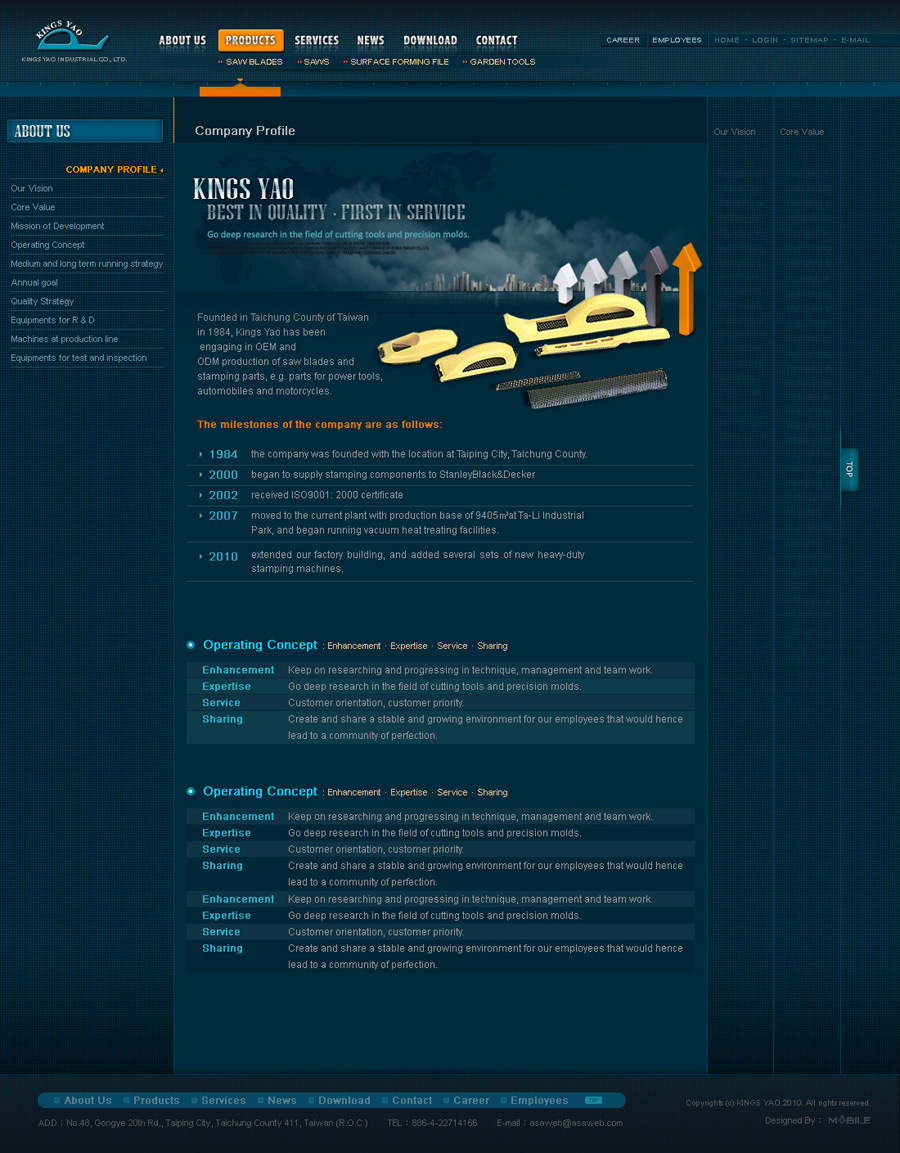 KINGS YAO
KINGS YAO INDUSTRIAL CO., LTD.
ABOUT US PRODUCTS SERVICES NEWS DOWNLOAD CONTACT
SAW BLADES SAWS SURFACE FORMING FILE GARDEN TOOLS
CAREER EMPLOYEES HOME · LOGIN · SITEMAP · E-MAIL
ABOUT US
COMPANY PROFILE
Our Vision
Core Value
Mission of Development
Operating Concept
Medium and long term running strategy
Annual goal
Quality Strategy
Equipments for R & D
Machines at production line
Equipments for test and inspection
Company Profile
Our Vision
Core Value
KINGS YAO
BEST IN QUALITY · FIRST IN SERVICE
Go deep research in the field of cutting tools and precision molds.
Founded in Taichung County of Taiwan
in 1984, Kings Yao has been
engaging in OEM and
ODM production of saw blades and
stamping parts, e.g. parts for power tools,
automobiles and motorcycles.
The milestones of the company are as follows:
1984 the company was founded with the location at Taiping City, Taichung County.
2000 began to supply stamping components to StanleyBlack&Decker
2002 received ISO9001: 2000 certificate
2007 moved to the current plant with production base of 9405㎡at Ta-Li Industrial
Park, and began running vacuum heat treating facilities.
2010 extended our factory building, and added several sets of new heavy-duty
stamping machines.
TOP
Operating Concept : Enhancement · Expertise · Service · Sharing
Enhancement Keep on researching and progressing in technique, management and team work.
Expertise Go deep research in the field of cutting tools and precision molds.
Service Customer orientation, customer priority.
Sharing Create and share a stable and growing environment for our employees that would hence
lead to a community of perfection.
Operating Concept : Enhancement · Expertise · Service · Sharing
Enhancement Keep on researching and progressing in technique, management and team work.
Expertise Go deep research in the field of cutting tools and precision molds.
Service Customer orientation, customer priority.
Sharing Create and share a stable and growing environment for our employees that would hence
lead to a community of perfection.
Enhancement Keep on researching and progressing in technique, management and team work.
Expertise Go deep research in the field of cutting tools and precision molds.
Service Customer orientation, customer priority.
Sharing Create and share a stable and growing environment for our employees that would hence
lead to a community of perfection.
About Us Products Services News Download Contact Career Employees TOP
ADD：No.48, Gongye 20th Rd., Taiping City, Taichung County 411, Taiwan (R.O.C.) TEL：886-4-22714166 E-mail：asaweb@asaweb.com
Copyrights (c) KINGS YAO 2010. All rights reserved.
Designed By： MÖBILE